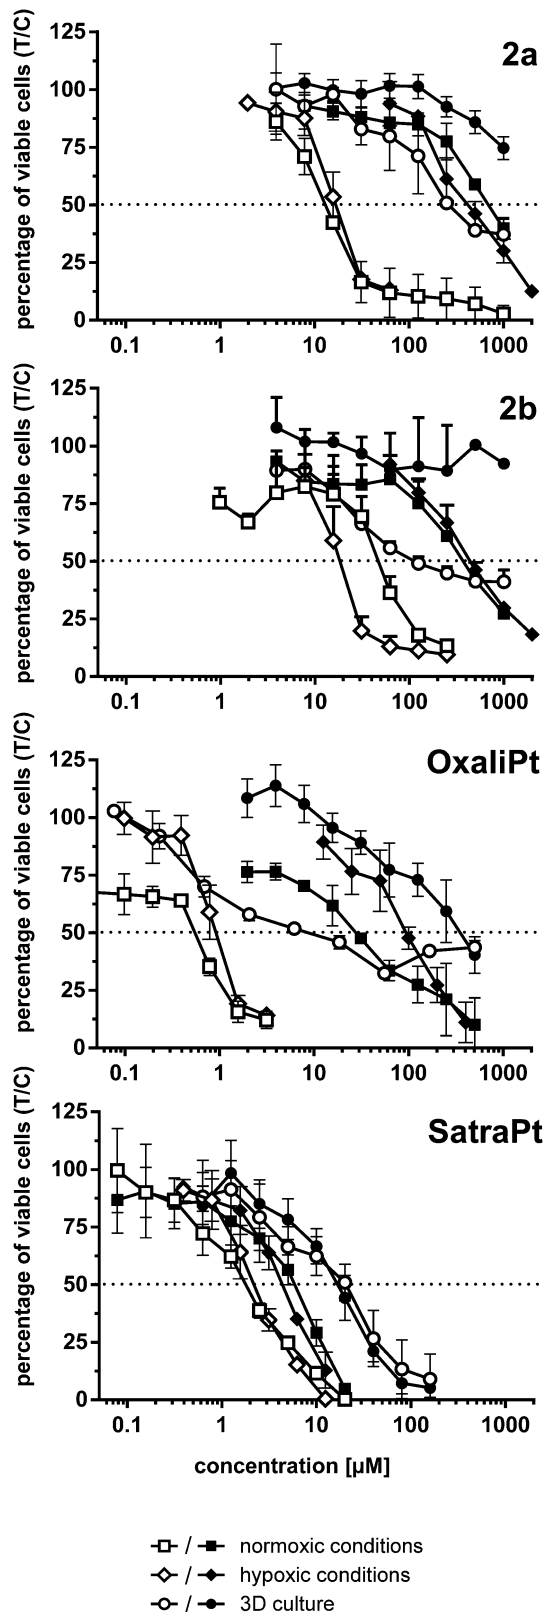 2a
percentage of viable cells (T/C)
125
100
75
50
25
0
0.1 1 10 100 1000
2b
percentage of viable cells (T/C)
125
100
75
50
25
0
0.1 1 10 100 1000
OxaliPt
percentage of viable cells (T/C)
125
100
75
50
25
0
0.1 1 10 100 1000
SatraPt
percentage of viable cells (T/C)
125
100
75
50
25
0
0.1 1 10 100 1000
concentration [µM]
/ normoxic conditions
/ hypoxic conditions
/ 3D culture